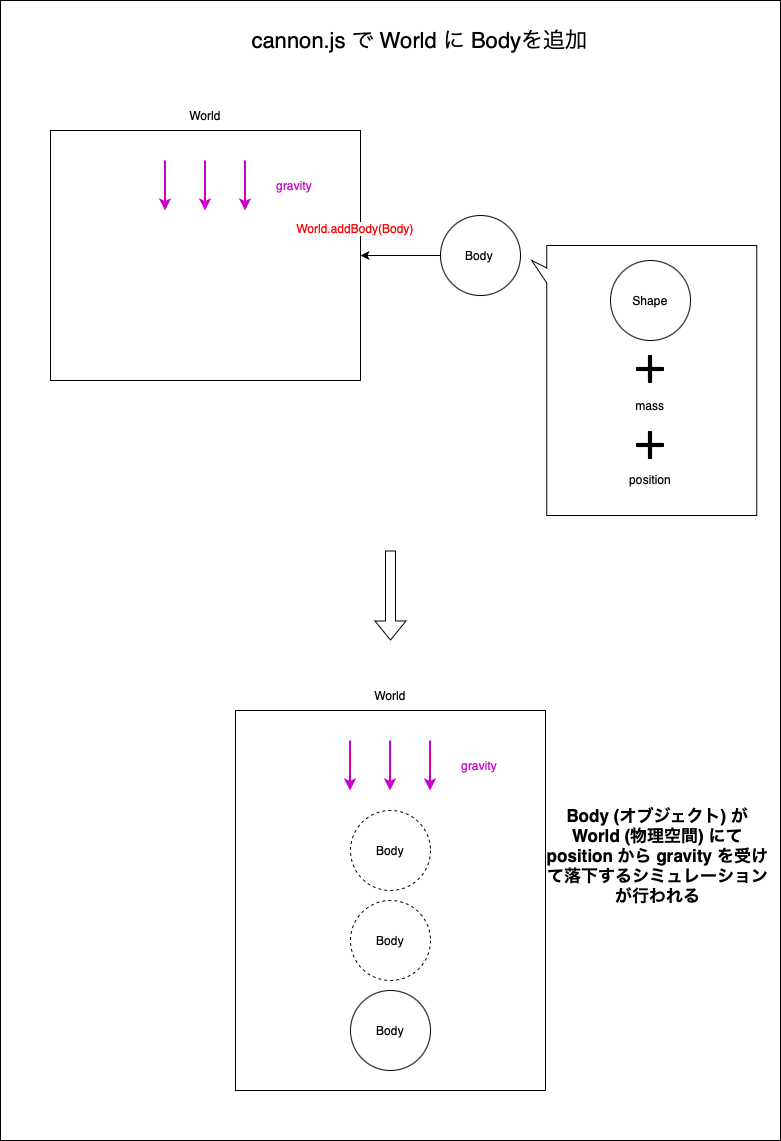 cannon.js で World に Bodyを追加
World
gravity
World.addBody(Body)
Body
Shape
mass
position
World
gravity
Body
Body
Body
Body (オブジェクト) が
World (物理空間) にて
position から gravity を受け
て落下するシミュレーション
が行われる